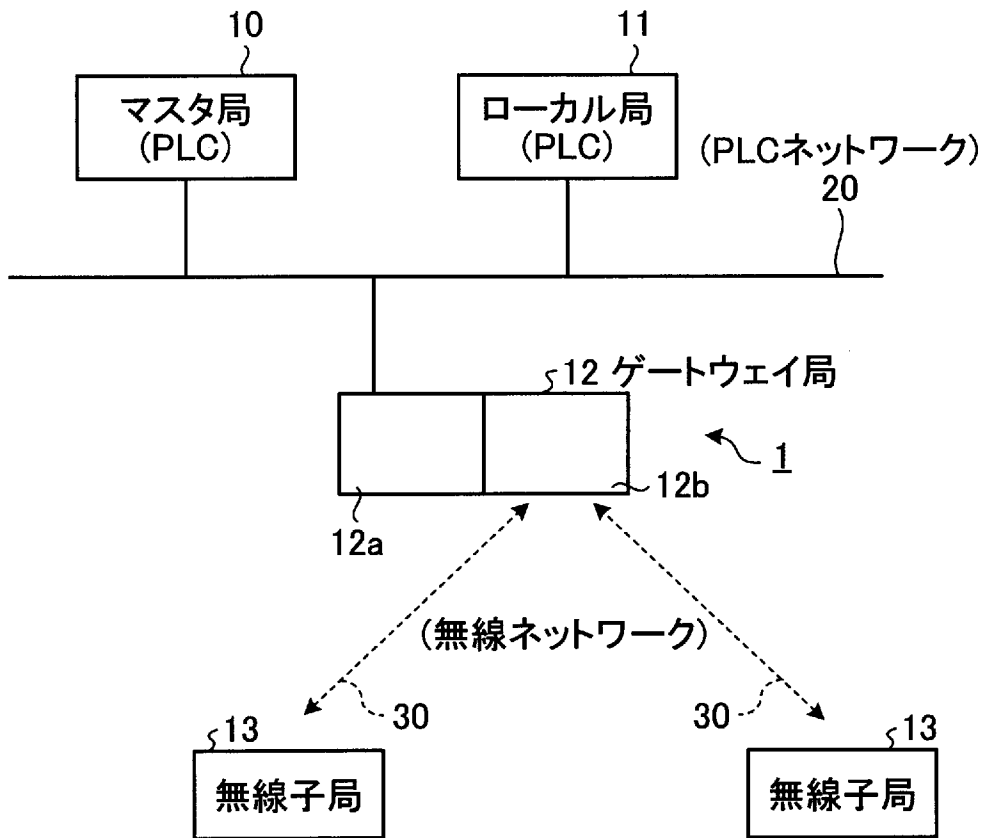 10
マスタ局
(PLC)
11
ローカル局
(PLC)
(PLCネットワーク)
20
12 ゲートウェイ局
1
12a
12b
(無線ネットワーク)
30
30
13
無線子局
13
無線子局